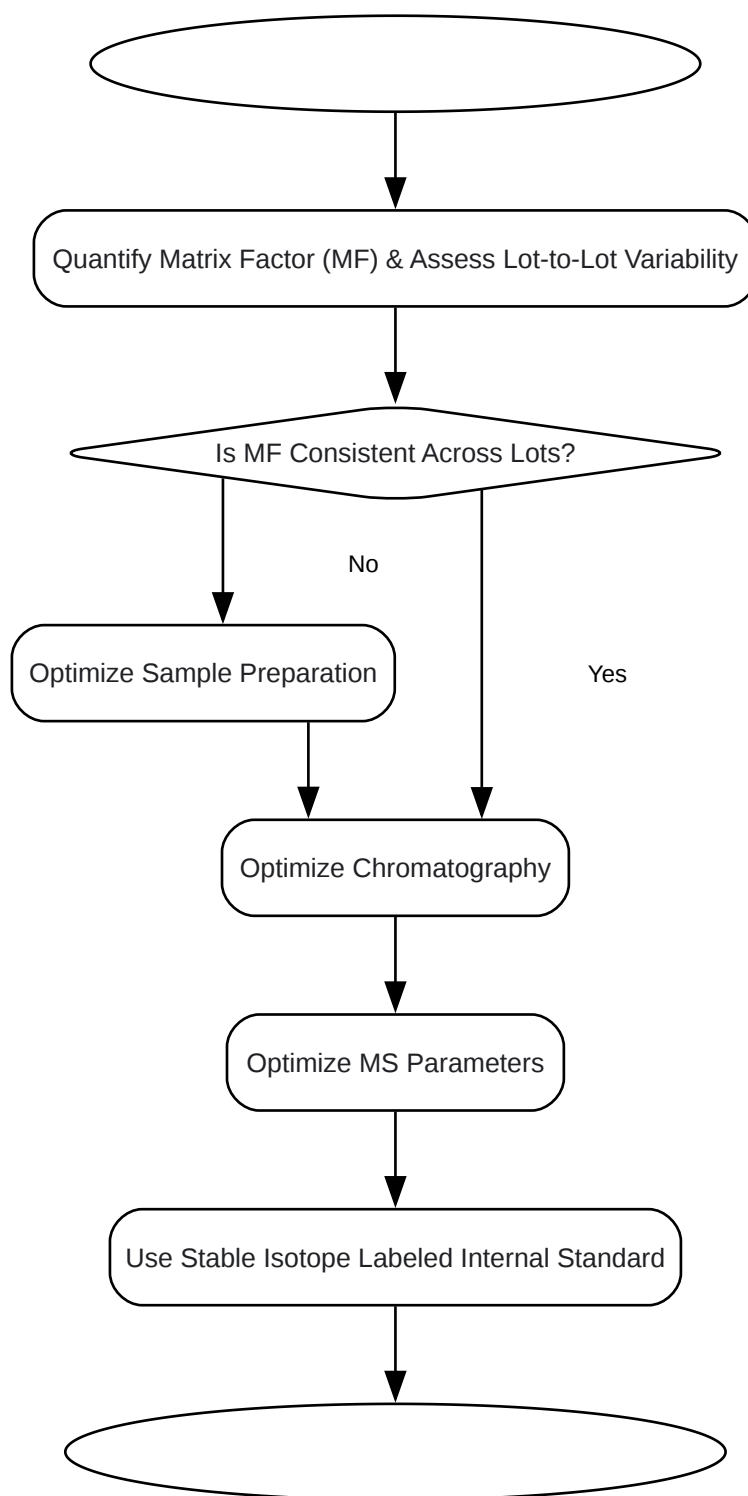 Quantify Matrix Factor (MF) & Assess Lot-to-Lot Variability
Is MF Consistent Across Lots?
No
Optimize Sample Preparation
Yes
Optimize Chromatography
Optimize MS Parameters
Use Stable Isotope Labeled Internal Standard